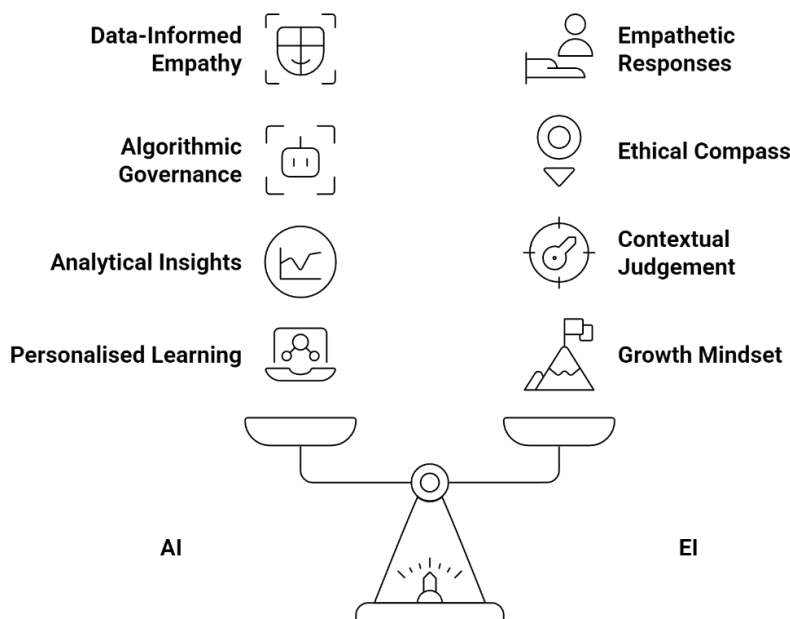 Data-Informed
Empathy
Algorithmic
Governance
Analytical Insights
Personalised Learning
Empathetic
Responses
Ethical Compass
Contextual
Judgement
Growth Mindset
AI
EI